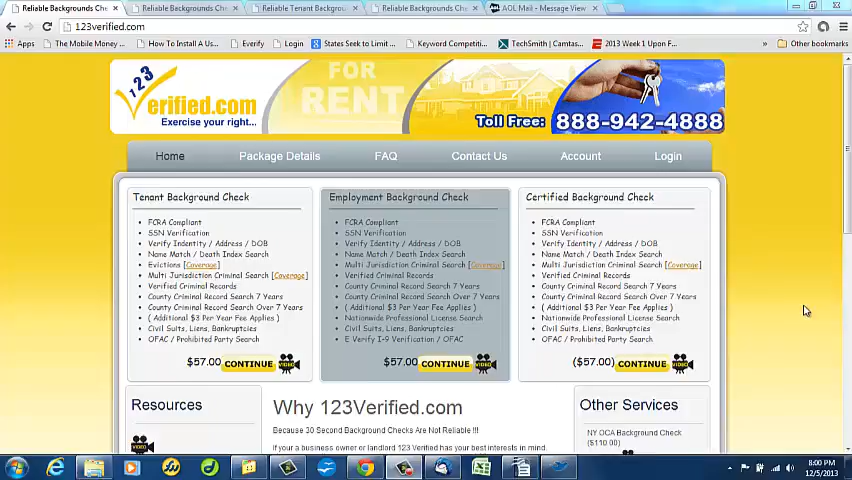 Reliable Backgrounds Chec
Reliable Backgrounds Chec
Reliable Tenant Backgrou
Reliable Backgrounds Chec
AOL Mail - Message View
123verified.com
Apps
The Mobile Money ...
How To Install A Us...
Everify
Login
States Seek to Limit ...
Keyword Competiti...
TechSmith | Camtas...
2013 Week 1 Upon F...
»
Other bookmarks
123
Verified.com
Exercise your right...
FOR
RENT
Toll Free: 888-942-4888
Home
Package Details
FAQ
Contact Us
Account
Login
Tenant Background Check
FCRA Compliant
SSN Verification
Verify Indentity / Address / DOB
Name Match / Death Index Search
Evictions [Coverage]
Multi Jurisdiction Criminal Search [Coverage]
Verified Criminal Records
County Criminal Record Search 7 Years
County Criminal Record Search Over 7 Years
( Additional $3 Per Year Fee Applies )
Civil Suits, Liens, Bankruptcies
OFAC / Prohibited Party Search
$57.00 CONTINUE VIDEO
Employment Background Check
FCRA Compliant
SSN Verification
Verify Indentity / Address / DOB
Name Match / Death Index Search
Multi Jurisdiction Criminal Search [Coverage]
Verified Criminal Records
County Criminal Record Search 7 Years
County Criminal Record Search Over 7 Years
( Additional $3 Per Year Fee Applies )
Nationwide Professional License Search
Civil Suits, Liens, Bankruptcies
E Verify I-9 Verification / OFAC
$57.00 CONTINUE VIDEO
Certified Background Check
FCRA Compliant
SSN Verification
Verify Indentity / Address / DOB
Name Match / Death Index Search
Multi Jurisdiction Criminal Search [Coverage]
Verified Criminal Records
County Criminal Record Search 7 Years
County Criminal Record Search Over 7 Years
( Additional $3 Per Year Fee Applies )
Nationwide Professional License Search
Civil Suits, Liens, Bankruptcies
OFAC / Prohibited Party Search
($57.00) CONTINUE VIDEO
Resources
Why 123Verified.com
Because 30 Second Background Checks Are Not Reliable !!!
If your a business owner or landlord 123 Verified has your best interests in mind.
Other Services
NY OCA Background Check
($110.00)
8:00 PM
12/5/2013